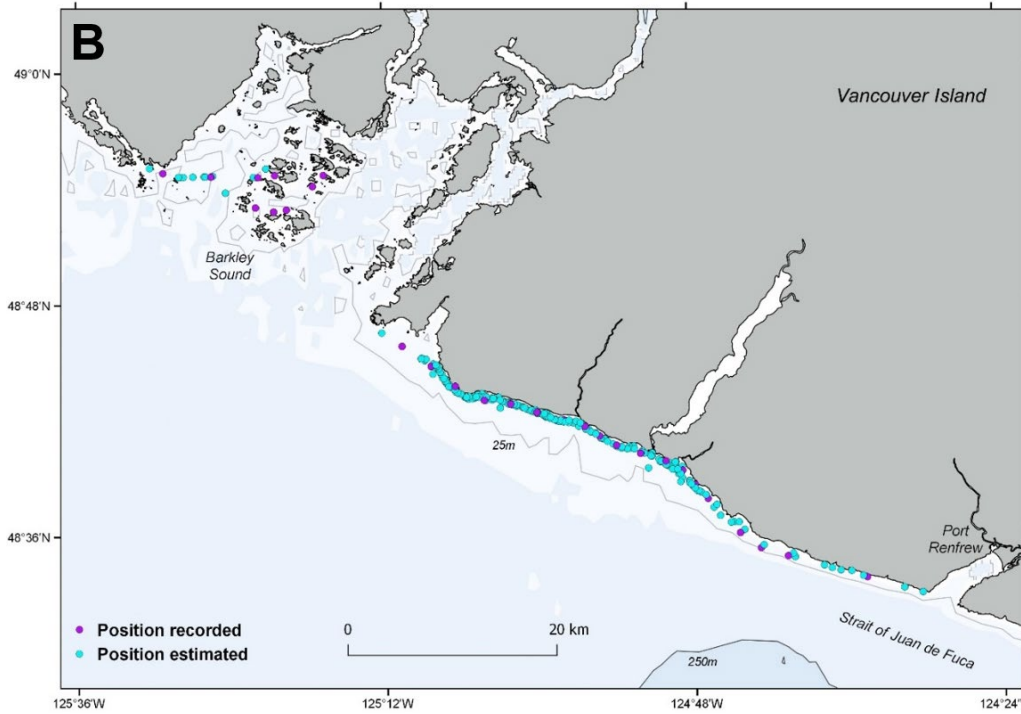 B
49°0'N
Vancouver Island
Barkley
Sound
48°48'N
25m
48°36'N
Port
Renfrew
Position recorded
0 20 km
Position estimated
Strait of Juan de Fuca
250m
4
125°36'W 125°12'W 124°48'W 124°24'